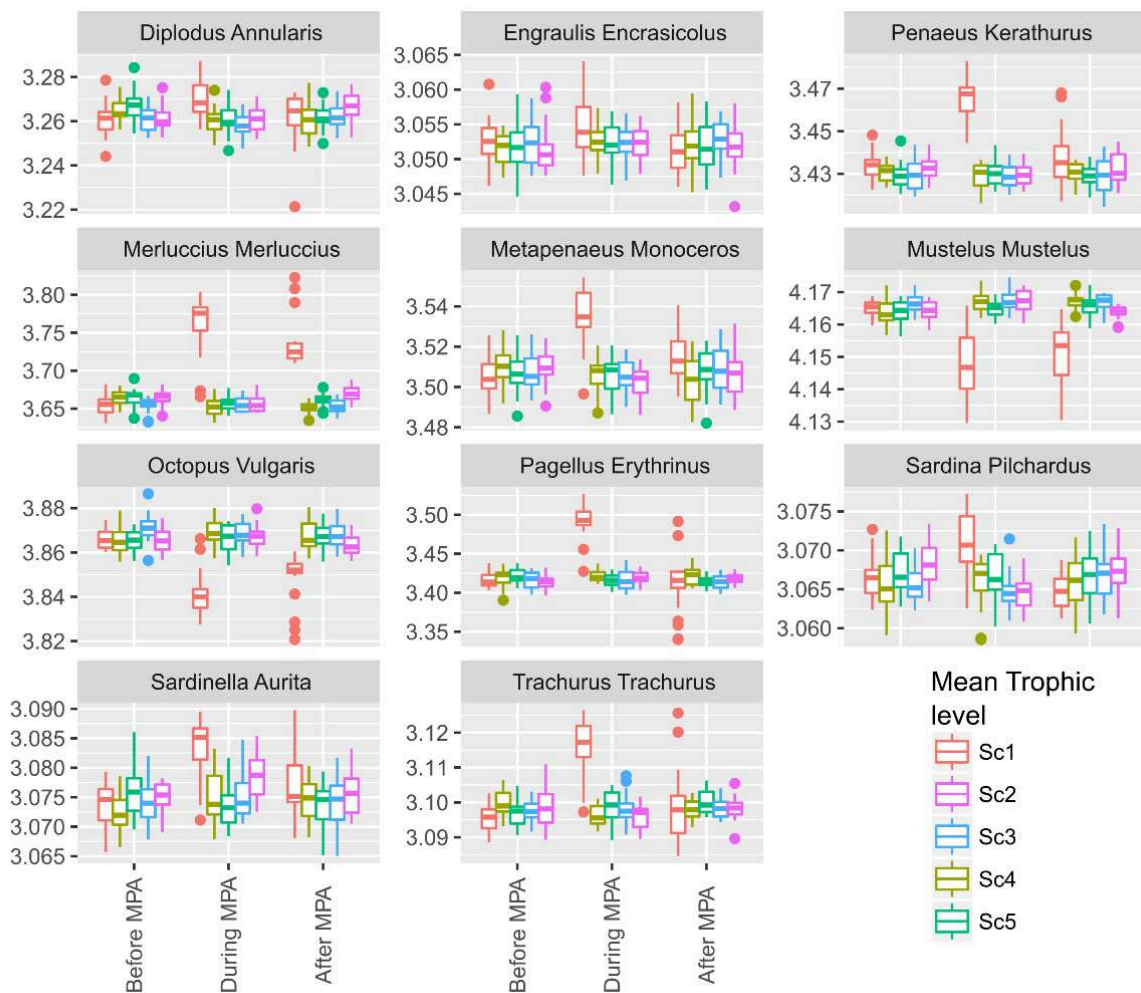 Diplodus Annularis
3.28
3.26
3.24
3.22
Engraulis Encrasicolus
3.065
3.060
3.055
3.050
3.045
Penaeus Kerathurus
3.47
3.45
3.43
Merluccius Merluccius
3.80
3.75
3.70
3.65
Metapenaeus Monoceros
3.54
3.52
3.50
3.48
Mustelus Mustelus
4.17
4.16
4.15
4.14
4.13
Octopus Vulgaris
3.88
3.86
3.84
3.82
Pagellus Erythrinus
3.50
3.45
3.40
3.35
Sardina Pilchardus
3.075
3.070
3.065
3.060
Sardinella Aurita
3.090
3.085
3.080
3.075
3.070
3.065
Before MPA
During MPA
After MPA
Trachurus Trachurus
3.12
3.11
3.10
3.09
Before MPA
During MPA
After MPA
Mean Trophic
level
Sc1
Sc2
Sc3
Sc4
Sc5